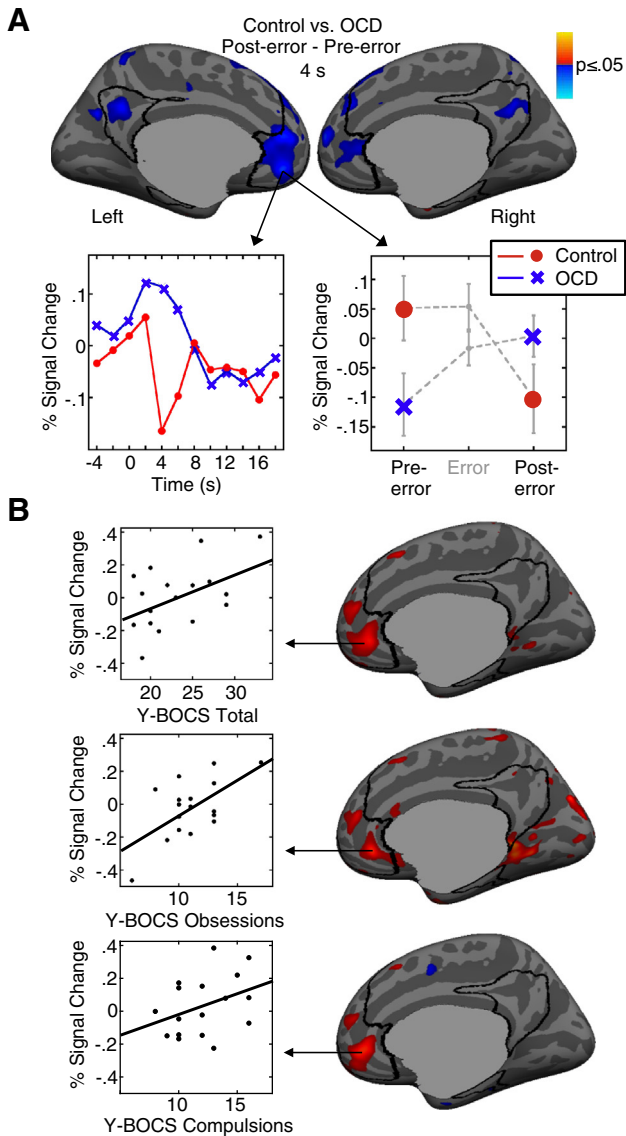 A
Control vs. OCD
Post-error - Pre-error
4 s
p≤.05
Left
Right
Control
OCD
% Signal Change
.1
0
-.1
-4 0 4 8 12 16
Time (s)
% Signal Change
.1
.05
0
-.05
-.1
-.15
Pre-error
Error
Post-error
B
% Signal Change
.4
.2
0
-.2
-.4
20 25 30
Y-BOCS Total
% Signal Change
.4
.2
0
-.2
-.4
10 15
Y-BOCS Obsessions
% Signal Change
.4
.2
0
-.2
-.4
10 15
Y-BOCS Compulsions